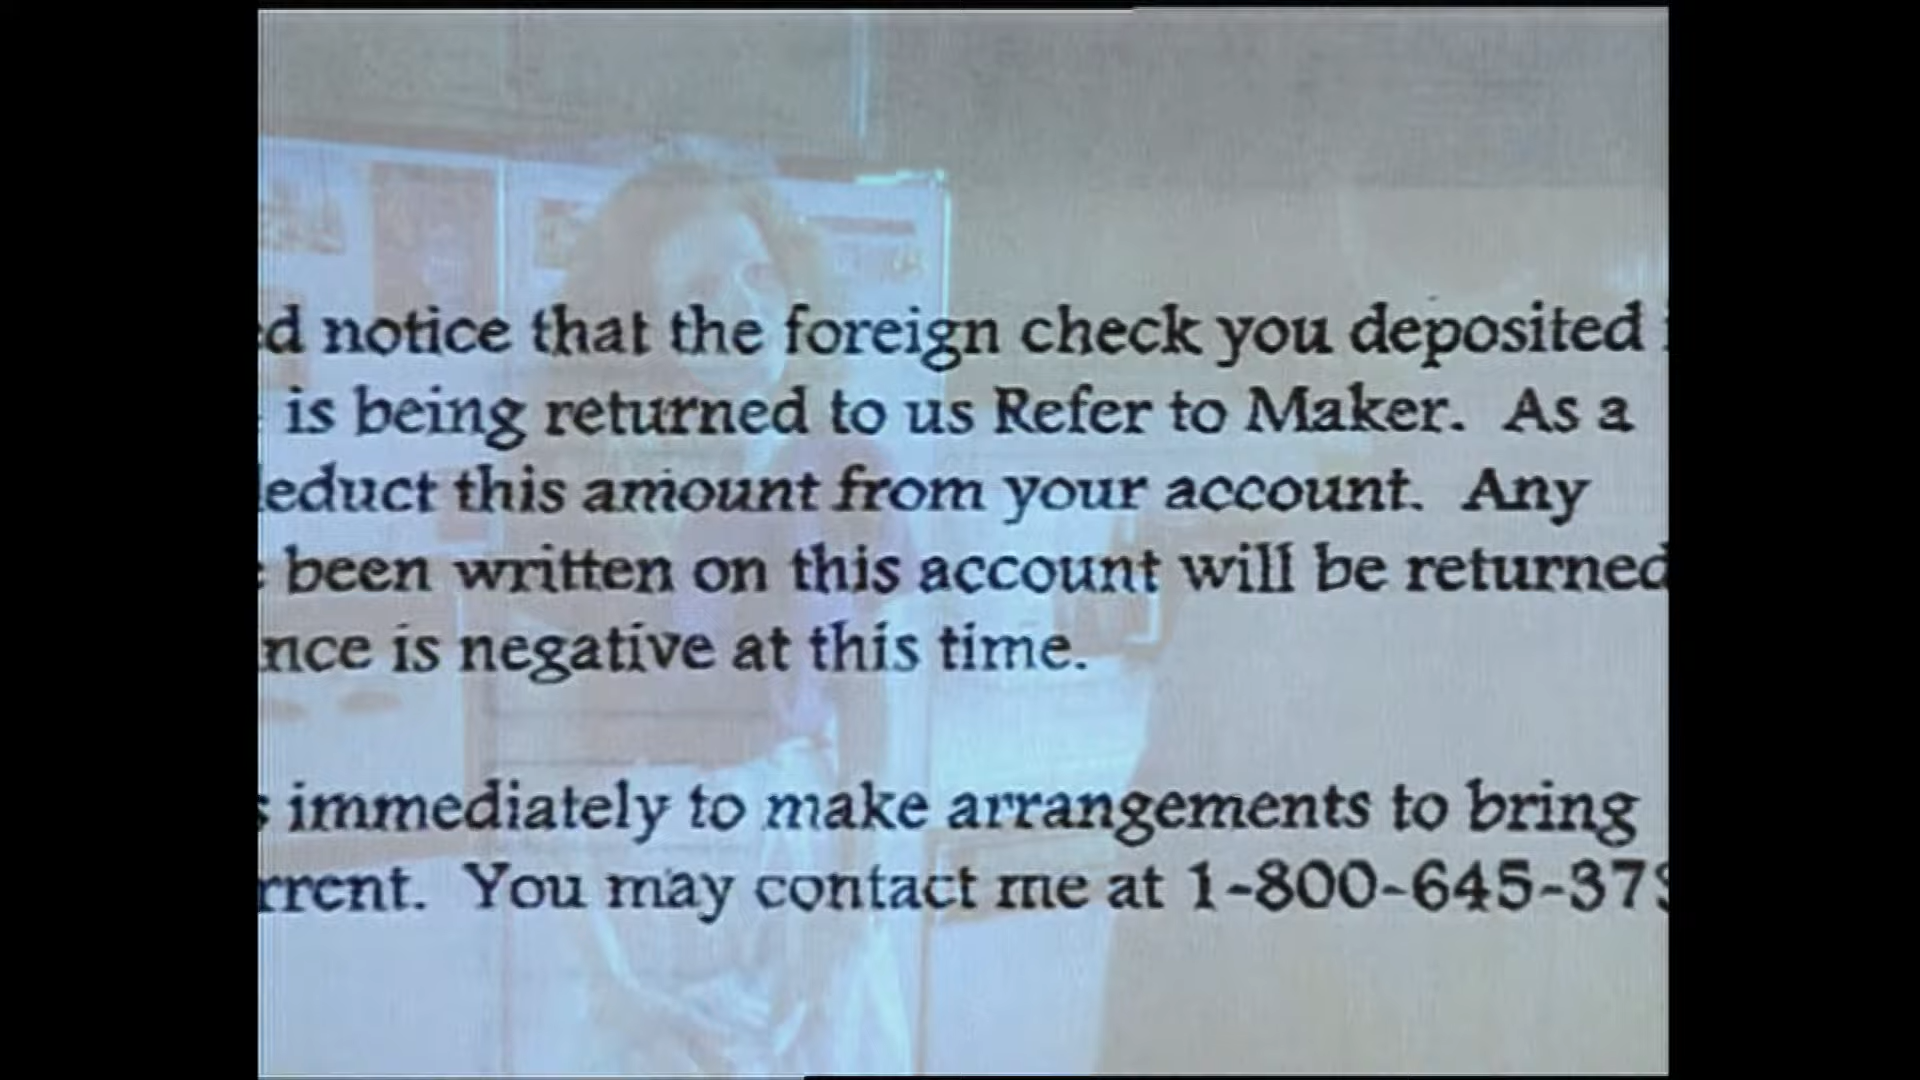 d notice that the foreign check you deposited
is being returned to us Refer to Maker. As a
educt this amount from your account. Any
been written on this account will be returned
nce is negative at this time.
immediately to make arrangements to bring
rrent. You may contact me at 1-800-645-373